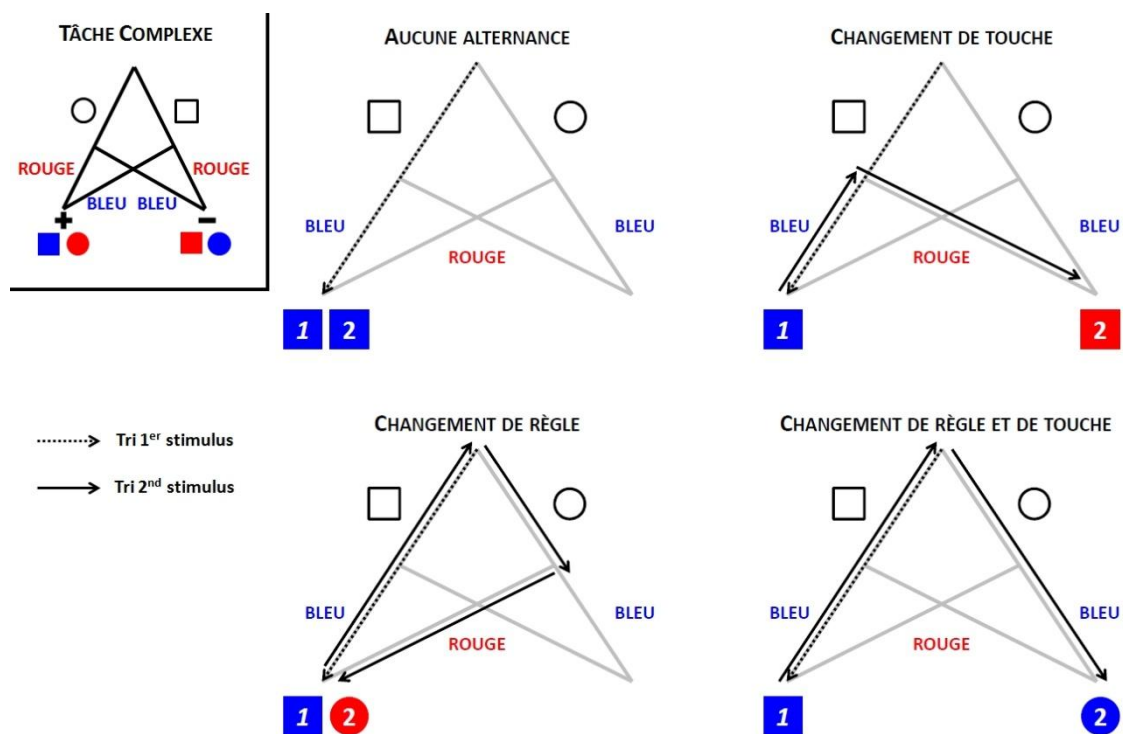 TÂCHE COMPLEXE
ROUGE ROUGE
BLEU BLEU
+ −
AUCUNE ALTERNANCE
BLEU BLEU
ROUGE
1 2
CHANGEMENT DE TOUCHE
BLEU BLEU
ROUGE
1 2
Tri 1er stimulus
Tri 2nd stimulus
CHANGEMENT DE RÈGLE
BLEU BLEU
ROUGE
1 2
CHANGEMENT DE RÈGLE ET DE TOUCHE
BLEU BLEU
ROUGE
1 2